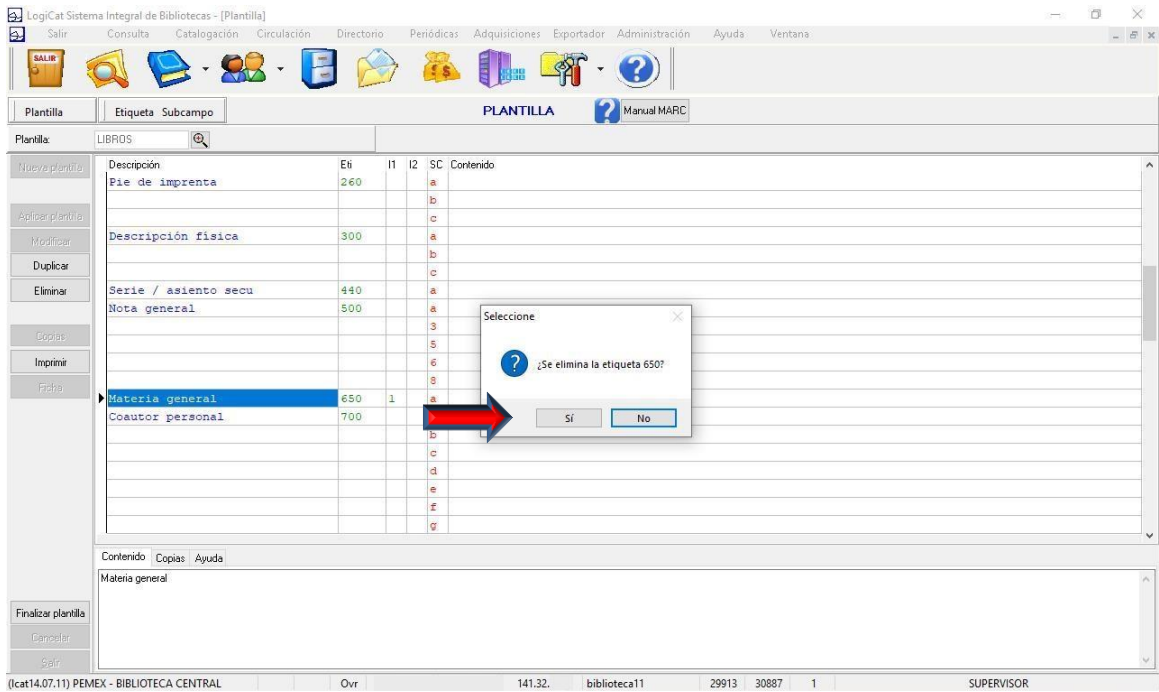 LogiCat Sistema Integral de Bibliotecas - [Plantilla]
Salir Consulta Catalogación Circulación Directorio Periódicas Adquisiciones Exportador Administración Ayuda Ventana
SALIR
Plantilla Etiqueta Subcampo PLANTILLA Manual MARC
Plantilla: LIBROS
Nueva plantilla
Aplicar plantilla
Modificar
Duplicar
Eliminar
Copias
Imprimir
Ficha
Descripción Eti I1 I2 SC Contenido
Pie de imprenta 260 a
b
c
Descripción física 300 a
b
c
Serie / asiento secu 440 a
Nota general 500 a
3
5
6
8
Materia general 650 1 a
Coautor personal 700
b
c
d
e
f
g
Seleccione
¿Se elimina la etiqueta 650?
Sí No
Contenido Copias Ayuda
Materia general
Finalizar plantilla
Cancelar
Salir
(lcat14.07.11) PEMEX - BIBLIOTECA CENTRAL Ovr 141.32. biblioteca11 29913 30887 1 SUPERVISOR